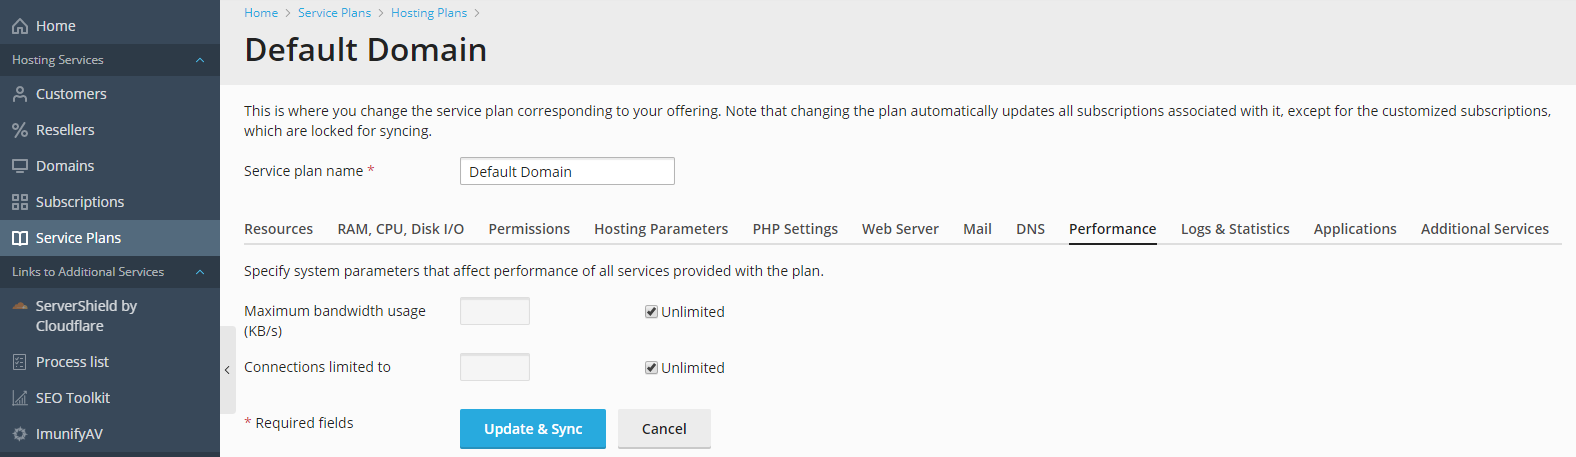 Home
Hosting Services
Customers
Resellers
Domains
Subscriptions
Service Plans
Links to Additional Services
ServerShield by
Cloudflare
Process list
SEO Toolkit
ImunifyAV
Home > Service Plans > Hosting Plans >
Default Domain
This is where you change the service plan corresponding to your offering. Note that changing the plan automatically updates all subscriptions associated with it, except for the customized subscriptions,
which are locked for syncing.
Service plan name * Default Domain
Resources RAM, CPU, Disk I/O Permissions Hosting Parameters PHP Settings Web Server Mail DNS Performance Logs & Statistics Applications Additional Services
Specify system parameters that affect performance of all services provided with the plan.
Maximum bandwidth usage Unlimited
(KB/s)
Connections limited to Unlimited
* Required fields Update & Sync Cancel